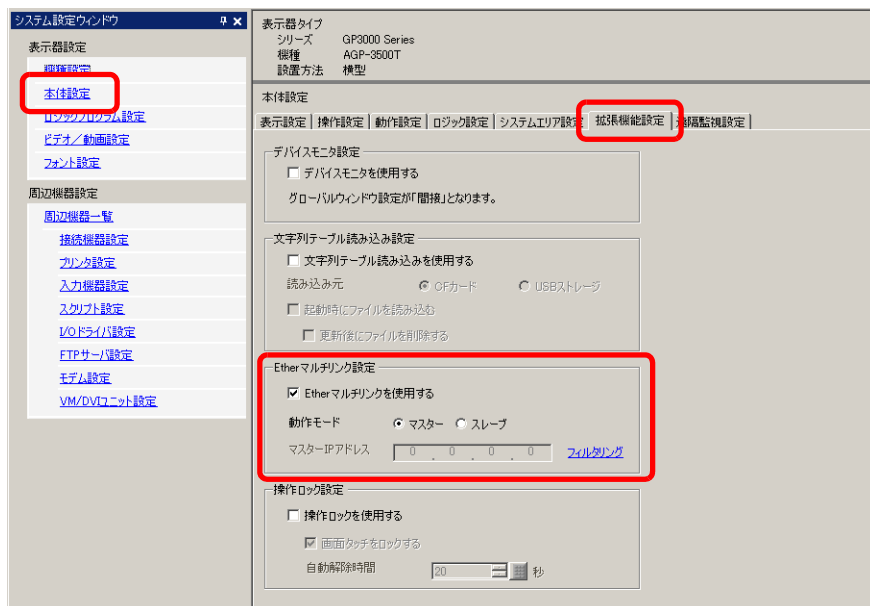 システム設定ウィンドウ
表示器設定
機種設定
本体設定
ロジックプログラム設定
ビデオ／動画設定
フォント設定
周辺機器設定
周辺機器一覧
接続機器設定
プリンタ設定
入力機器設定
スクリプト設定
I/Oドライバ設定
FTPサーバ設定
モデム設定
VM/DVIユニット設定
表示器タイプ
シリーズ GP3000 Series
機種 AGP-3500T
設置方法 横型
本体設定
表示設定 操作設定 動作設定 ロジック設定 システムエリア設定 拡張機能設定 遠隔監視設定
デバイスモニタ設定
デバイスモニタを使用する
グローバルウィンドウ設定が「間接」となります。
文字列テーブル読み込み設定
文字列テーブル読み込みを使用する
読み込み元 CFカード USBストレージ
起動時にファイルを読み込む
更新後にファイルを削除する
Etherマルチリンク設定
Etherマルチリンクを使用する
動作モード マスター スレーブ
マスターIPアドレス 0 . 0 . 0 . 0 フィルタリング
操作ロック設定
操作ロックを使用する
画面タッチをロックする
自動解除時間 20 秒